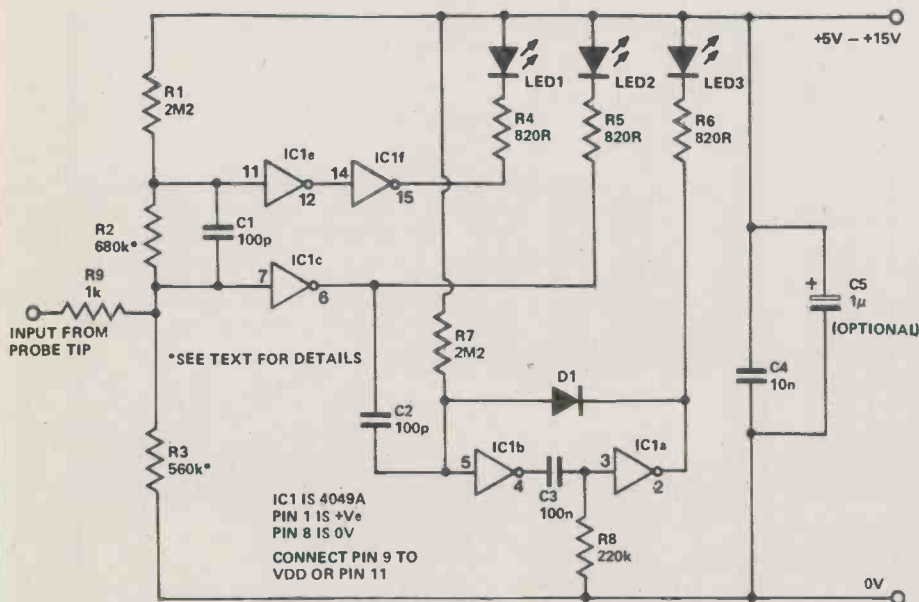 +5V – +15V
LED1
LED2
LED3
R1
2M2
R4
820R
R5
820R
R6
820R
IC1e
11
12
IC1f
14
15
R2
680k*
C1
100p
R9
1k
INPUT FROM
PROBE TIP
IC1c
7
6
*SEE TEXT FOR DETAILS
R7
2M2
+
C5
1μ
(OPTIONAL)
C4
10n
D1
C2
100p
R3
560k*
5
IC1b
4
C3
100n
3
IC1a
2
R8
220k
IC1 IS 4049A
PIN 1 IS +Ve
PIN 8 IS 0V
CONNECT PIN 9 TO
VDD OR PIN 11
0V